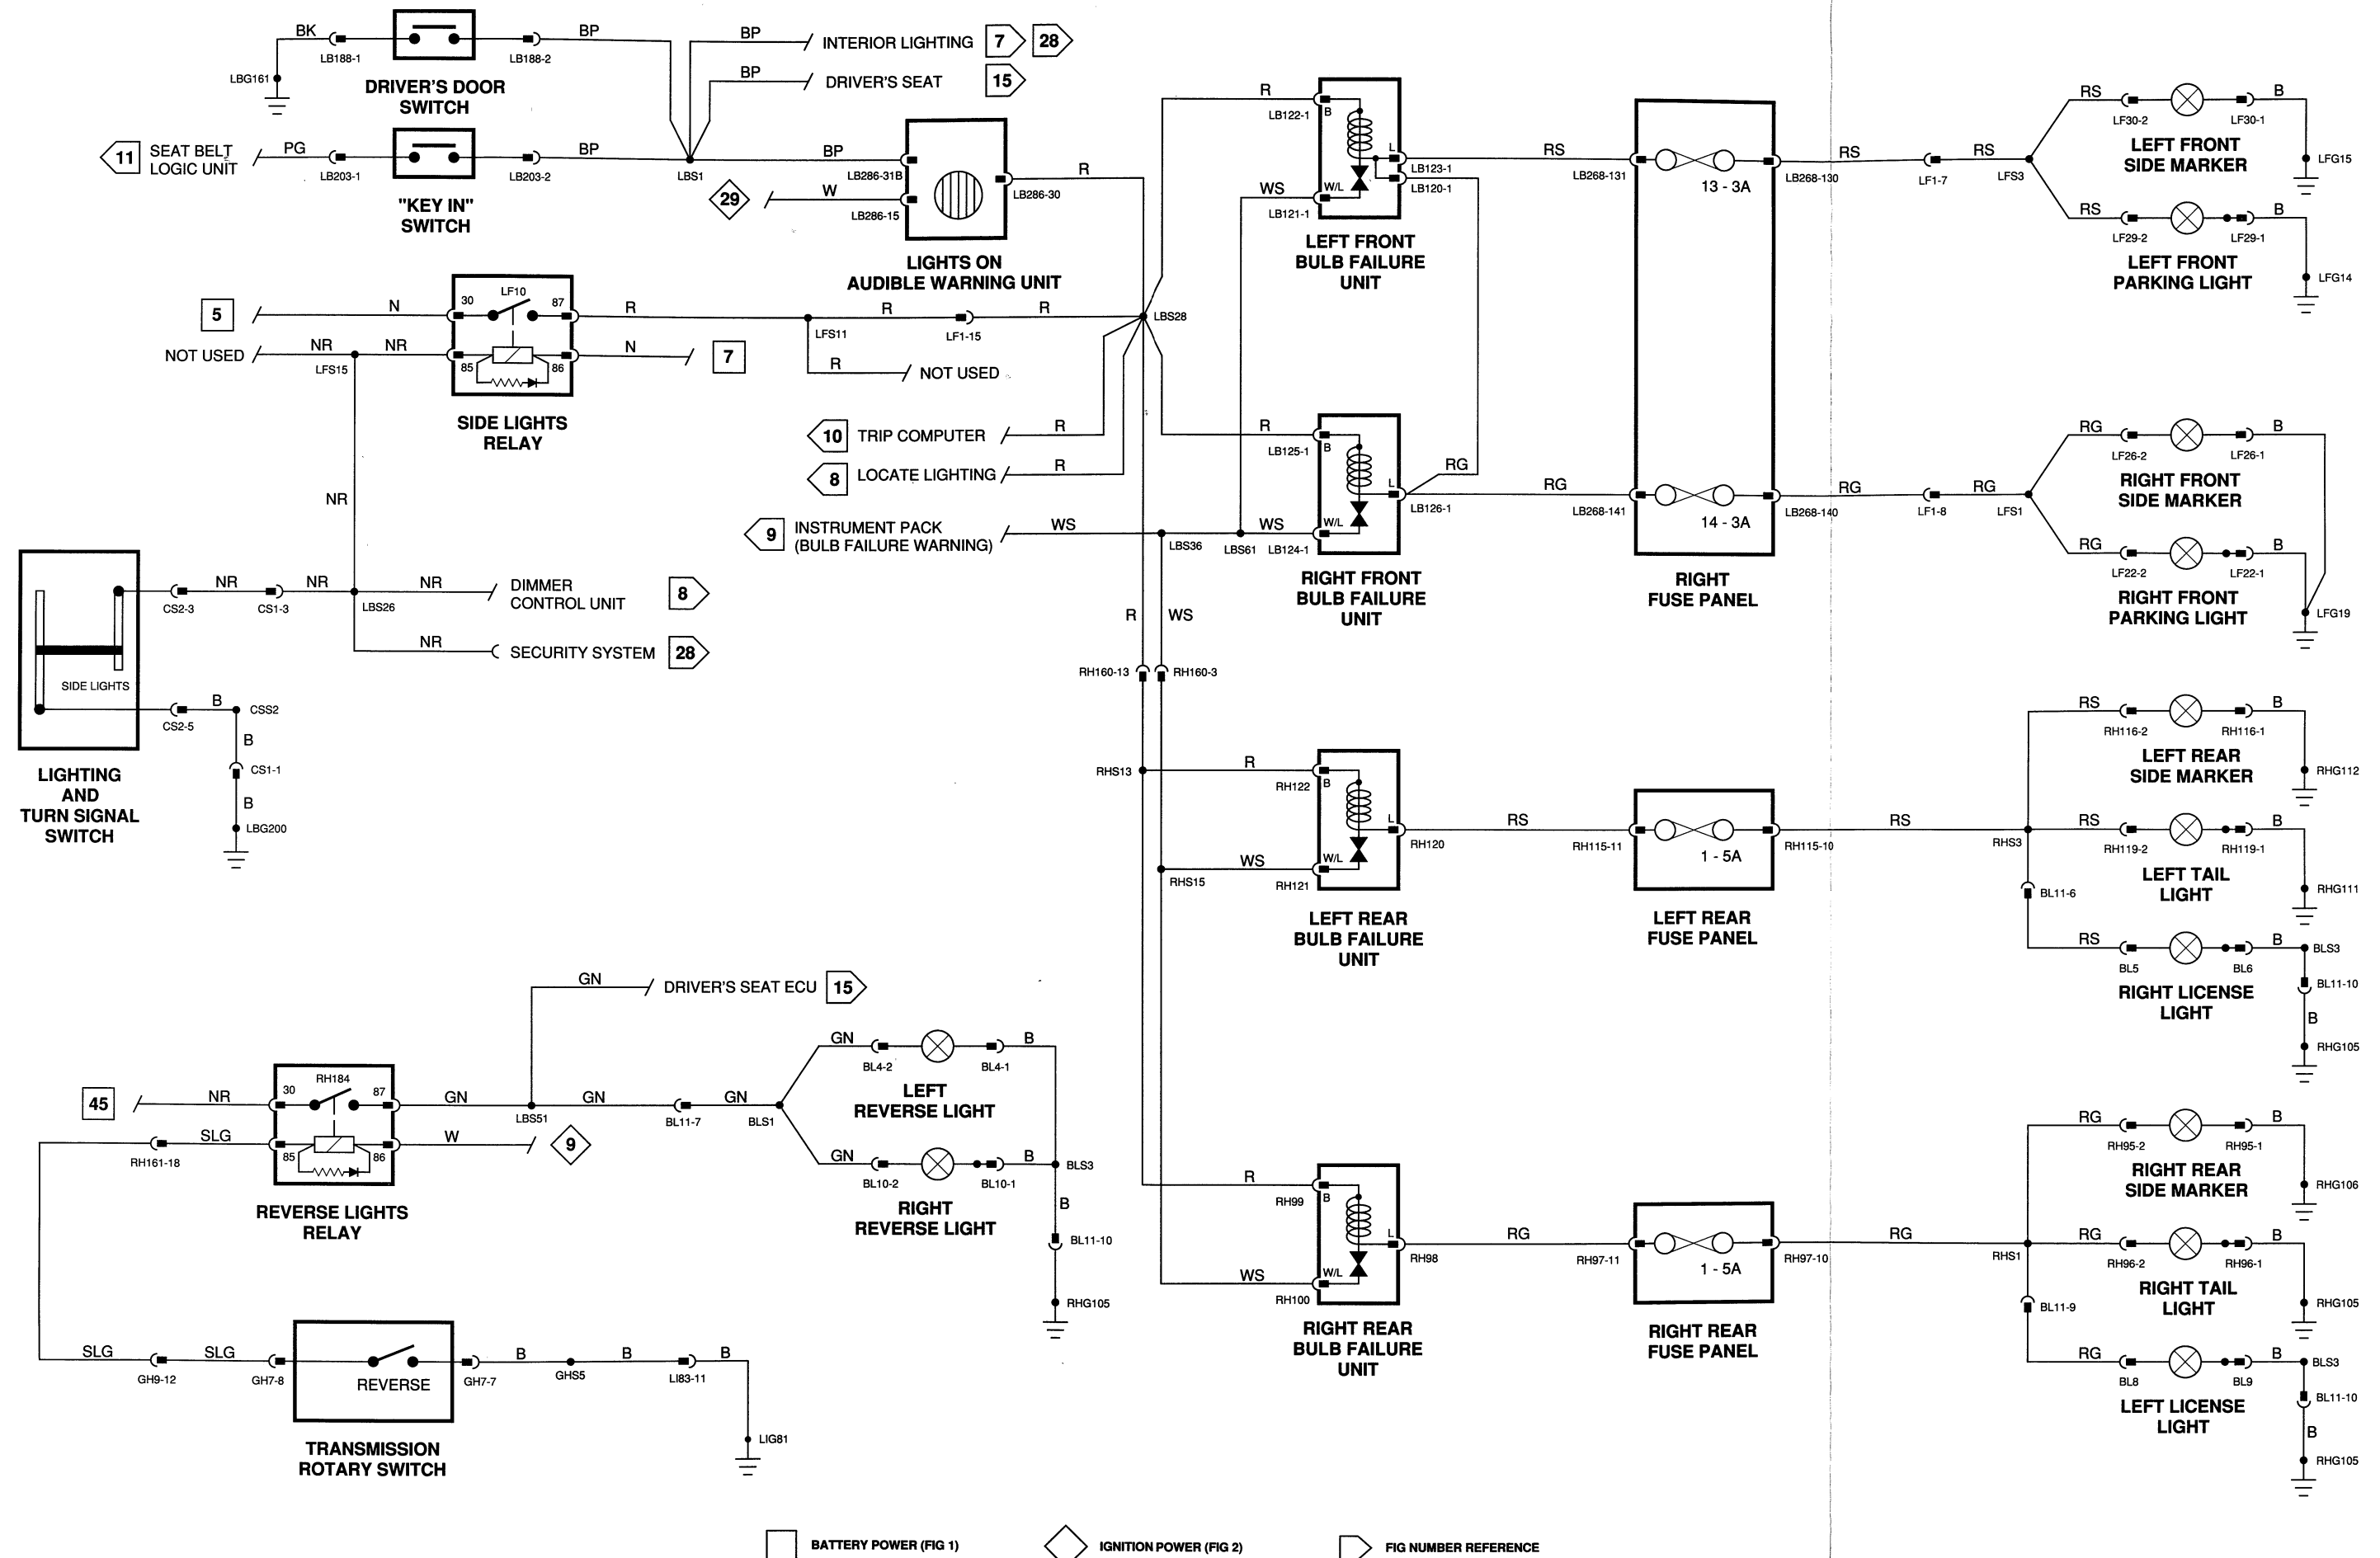 BK
LB188-1
LB188-2
BP
LBG161
DRIVER'S DOOR
SWITCH
BP
INTERIOR LIGHTING
7
28
BP
DRIVER'S SEAT
15
11
SEAT BELT
LOGIC UNIT
PG
LB203-1
LB203-2
BP
LBS1
"KEY IN"
SWITCH
BP
LB286-31B
29
W
LB286-15
R
LB286-30
LIGHTS ON
AUDIBLE WARNING UNIT
5
N
30
LF10
87
R
LFS11
R
LF1-15
R
LBS28
NOT USED
NR
LFS15
NR
85
86
N
7
R
NOT USED
SIDE LIGHTS
RELAY
10
TRIP COMPUTER
R
8
LOCATE LIGHTING
R
9
INSTRUMENT PACK
(BULB FAILURE WARNING)
WS
LBS36
LBS61
WS
LB124-1
NR
SIDE LIGHTS
CS2-3
NR
CS1-3
NR
LBS26
NR
DIMMER
CONTROL UNIT
8
NR
SECURITY SYSTEM
28
CS2-5
B
CSS2
B
CS1-1
B
LBG200
LIGHTING
AND
TURN SIGNAL
SWITCH
R
LB122-1
B
L
LB123-1
LB120-1
WS
W/L
LB121-1
LEFT FRONT
BULB FAILURE
UNIT
R
LB125-1
B
L
LB126-1
W/L
RG
RIGHT FRONT
BULB FAILURE
UNIT
RS
LB268-131
13 - 3A
LB268-130
RS
LF1-7
RS
LFS3
RG
LB268-141
14 - 3A
LB268-140
RG
LF1-8
RG
LFS1
RIGHT
FUSE PANEL
RS
LF30-2
LF30-1
B
LEFT FRONT
SIDE MARKER
LFG15
RS
LF29-2
LF29-1
B
LEFT FRONT
PARKING LIGHT
LFG14
RG
LF26-2
LF26-1
B
RIGHT FRONT
SIDE MARKER
RG
LF22-2
LF22-1
B
RIGHT FRONT
PARKING LIGHT
LFG19
R
WS
RH160-13
RH160-3
RHS13
R
RH122
B
L
RH120
RHS15
WS
W/L
RH121
LEFT REAR
BULB FAILURE
UNIT
RS
RH115-11
1 - 5A
RH115-10
LEFT REAR
FUSE PANEL
RS
RHS3
RS
RH116-2
RH116-1
B
LEFT REAR
SIDE MARKER
RHG112
RS
RH119-2
RH119-1
B
LEFT TAIL
LIGHT
RHG111
BL11-6
RS
BL5
BL6
B
BLS3
RIGHT LICENSE
LIGHT
BL11-10
B
RHG105
GN
DRIVER'S SEAT ECU
15
45
NR
30
RH184
87
GN
LBS51
GN
BL11-7
GN
BLS1
RH161-18
SLG
85
86
W
9
REVERSE LIGHTS
RELAY
GN
BL4-2
BL4-1
B
LEFT
REVERSE LIGHT
GN
BL10-2
BL10-1
B
BLS3
RIGHT
REVERSE LIGHT
B
BL11-10
RHG105
SLG
GH9-12
SLG
GH7-8
REVERSE
GH7-7
B
GHS5
B
LI83-11
B
LIG81
TRANSMISSION
ROTARY SWITCH
R
RH99
B
L
RH98
WS
W/L
RH100
RIGHT REAR
BULB FAILURE
UNIT
RG
RH97-11
1 - 5A
RH97-10
RIGHT REAR
FUSE PANEL
RG
RHS1
RG
RH95-2
RH95-1
B
RIGHT REAR
SIDE MARKER
RHG106
RG
RH96-2
RH96-1
B
RIGHT TAIL
LIGHT
RHG105
BL11-9
RG
BL8
BL9
B
BLS3
LEFT LICENSE
LIGHT
BL11-10
B
RHG105
BATTERY POWER (FIG 1)
IGNITION POWER (FIG 2)
FIG NUMBER REFERENCE